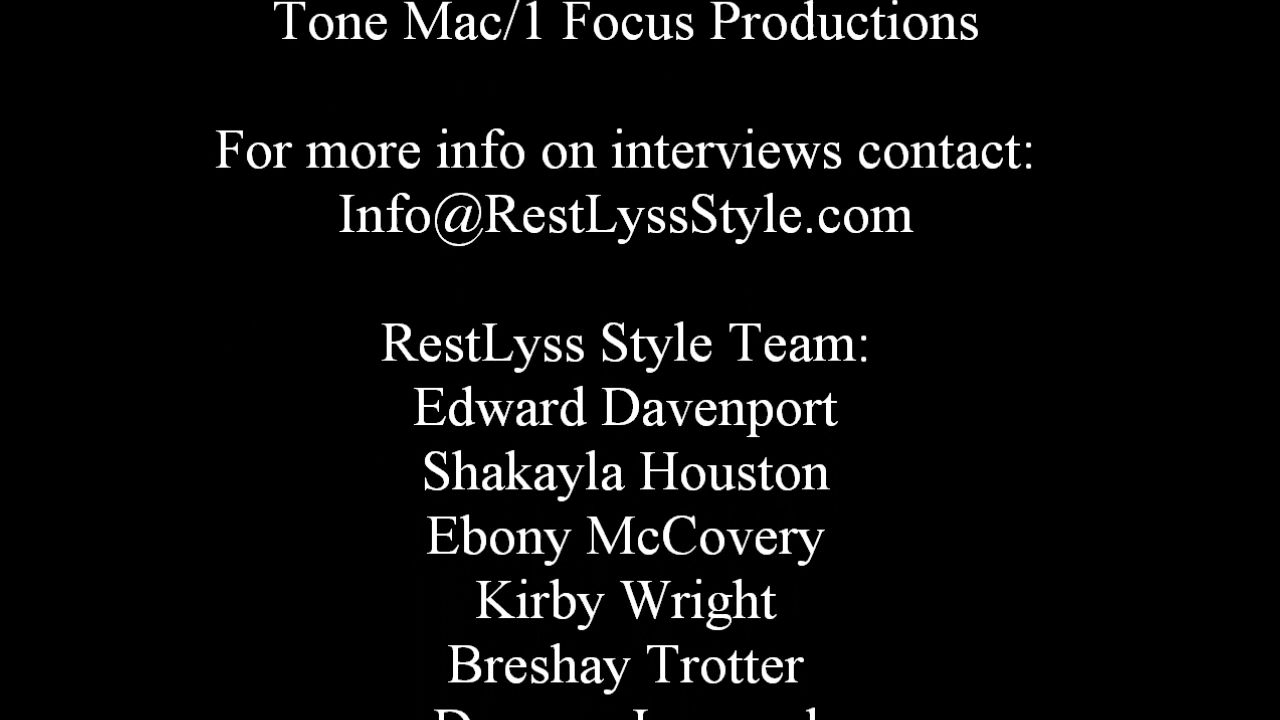 Tone Mac/1 Focus Productions
For more info on interviews contact:
Info@RestLyssStyle.com
RestLyss Style Team:
Edward Davenport
Shakayla Houston
Ebony McCovery
Kirby Wright
Breshay Trotter